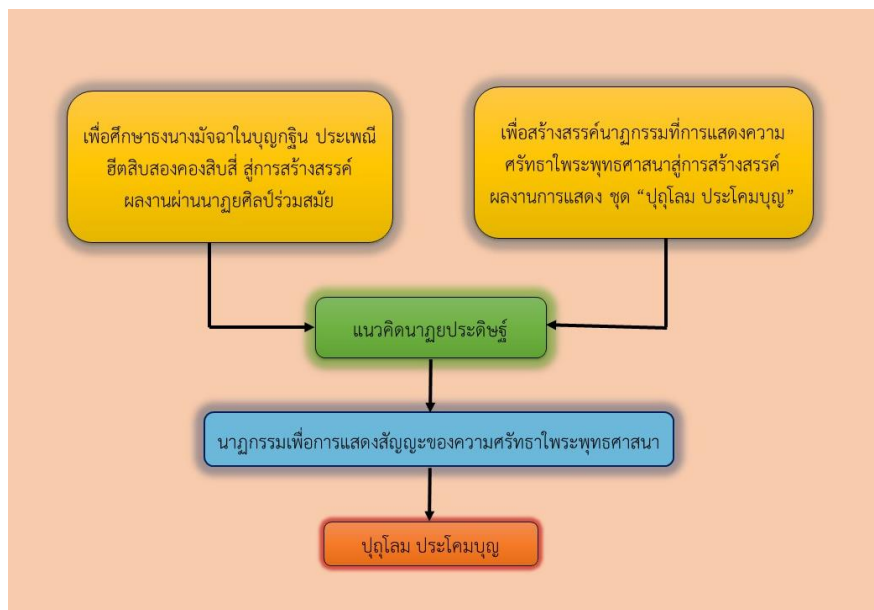 เพื่อศึกษาธงนางมัจฉาในบุญกฐิน ประเพณี
ฮีตสิบสองคองสิบสี่ สู่การสร้างสรรค์
ผลงานผ่านนาฏยศิลป์ร่วมสมัย
เพื่อสร้างสรรค์นาฏกรรมที่การแสดงความ
ศรัทธาใพระพุทธศาสนาสู่การสร้างสรรค์
ผลงานการแสดง ชุด “ปุถุโลม ประโคมบุญ”
แนวคิดนาฏยประดิษฐ์
นาฏกรรมเพื่อการแสดงสัญญะของความศรัทธาใพระพุทธศาสนา
ปุถุโลม ประโคมบุญ